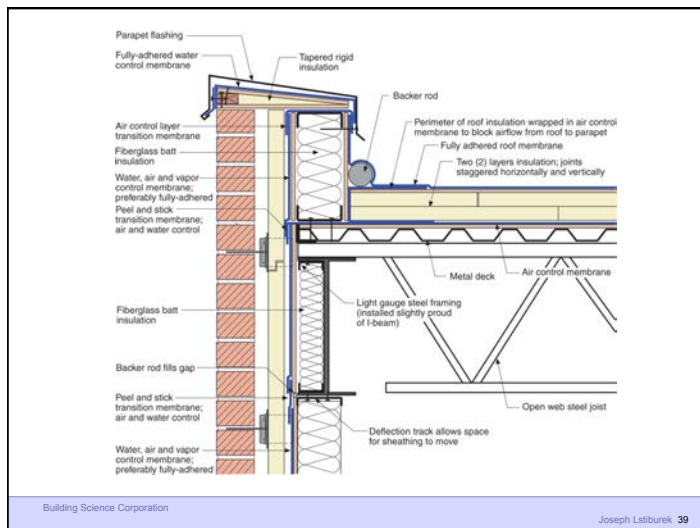 Parapet flashing
Fully-adhered water
control membrane
Tapered rigid
insulation
Backer rod
Air control layer
transition membrane
Perimeter of roof insulation wrapped in air control
membrane to block airflow from roof to parapet
Fully adhered roof membrane
Fiberglass batt
insulation
Two (2) layers insulation; joints
staggered horizontally and vertically
Water, air and vapor
control membrane;
preferably fully-adhered
Peel and stick
transition membrane;
air and water control
Air control membrane
Metal deck
Light gauge steel framing
(installed slightly proud
of I-beam)
Fiberglass batt
insulation
Backer rod fills gap
Peel and stick
transition membrane;
air and water control
Open web steel joist
Deflection track allows space
for sheathing to move
Water, air and vapor
control membrane;
preferably fully-adhered
Building Science Corporation
Joseph Lstiburek 39